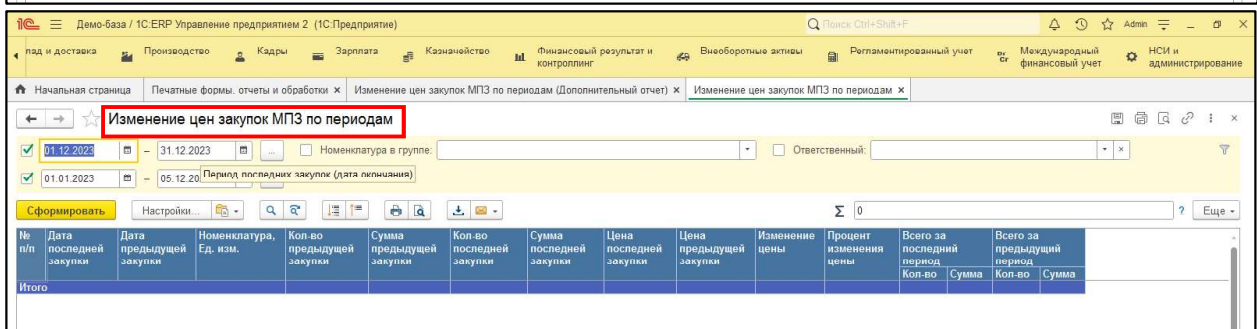 Демо-база / 1С:ERP Управление предприятием 2 (1С:Предприятие)
Поиск Ctrl+Shift+F
Admin
лад и доставка
Производство
Кадры
Зарплата
Казначейство
Финансовый результат и контроллинг
Внеоборотные активы
Регламентированный учет
Международный финансовый учет
НСИ и администрирование
Начальная страница
Печатные формы, отчеты и обработки ×
Изменение цен закупок МПЗ по периодам (Дополнительный отчет) ×
Изменение цен закупок МПЗ по периодам ×
Изменение цен закупок МПЗ по периодам
01.12.2023 – 31.12.2023 ... Номенклатура в группе: Ответственный:
01.01.2023 – 05.12.20
Период последних закупок (дата окончания)
Сформировать Настройки... Σ 0 ? Еще
№ п/п
Дата последней закупки
Дата предыдущей закупки
Номенклатура, Ед. изм.
Кол-во предыдущей закупки
Сумма предыдущей закупки
Кол-во последней закупки
Сумма последней закупки
Цена последней закупки
Цена предыдущей закупки
Изменение цены
Процент изменения цены
Всего за последний период
Всего за предыдущий период
Кол-во Сумма Кол-во Сумма
Итого